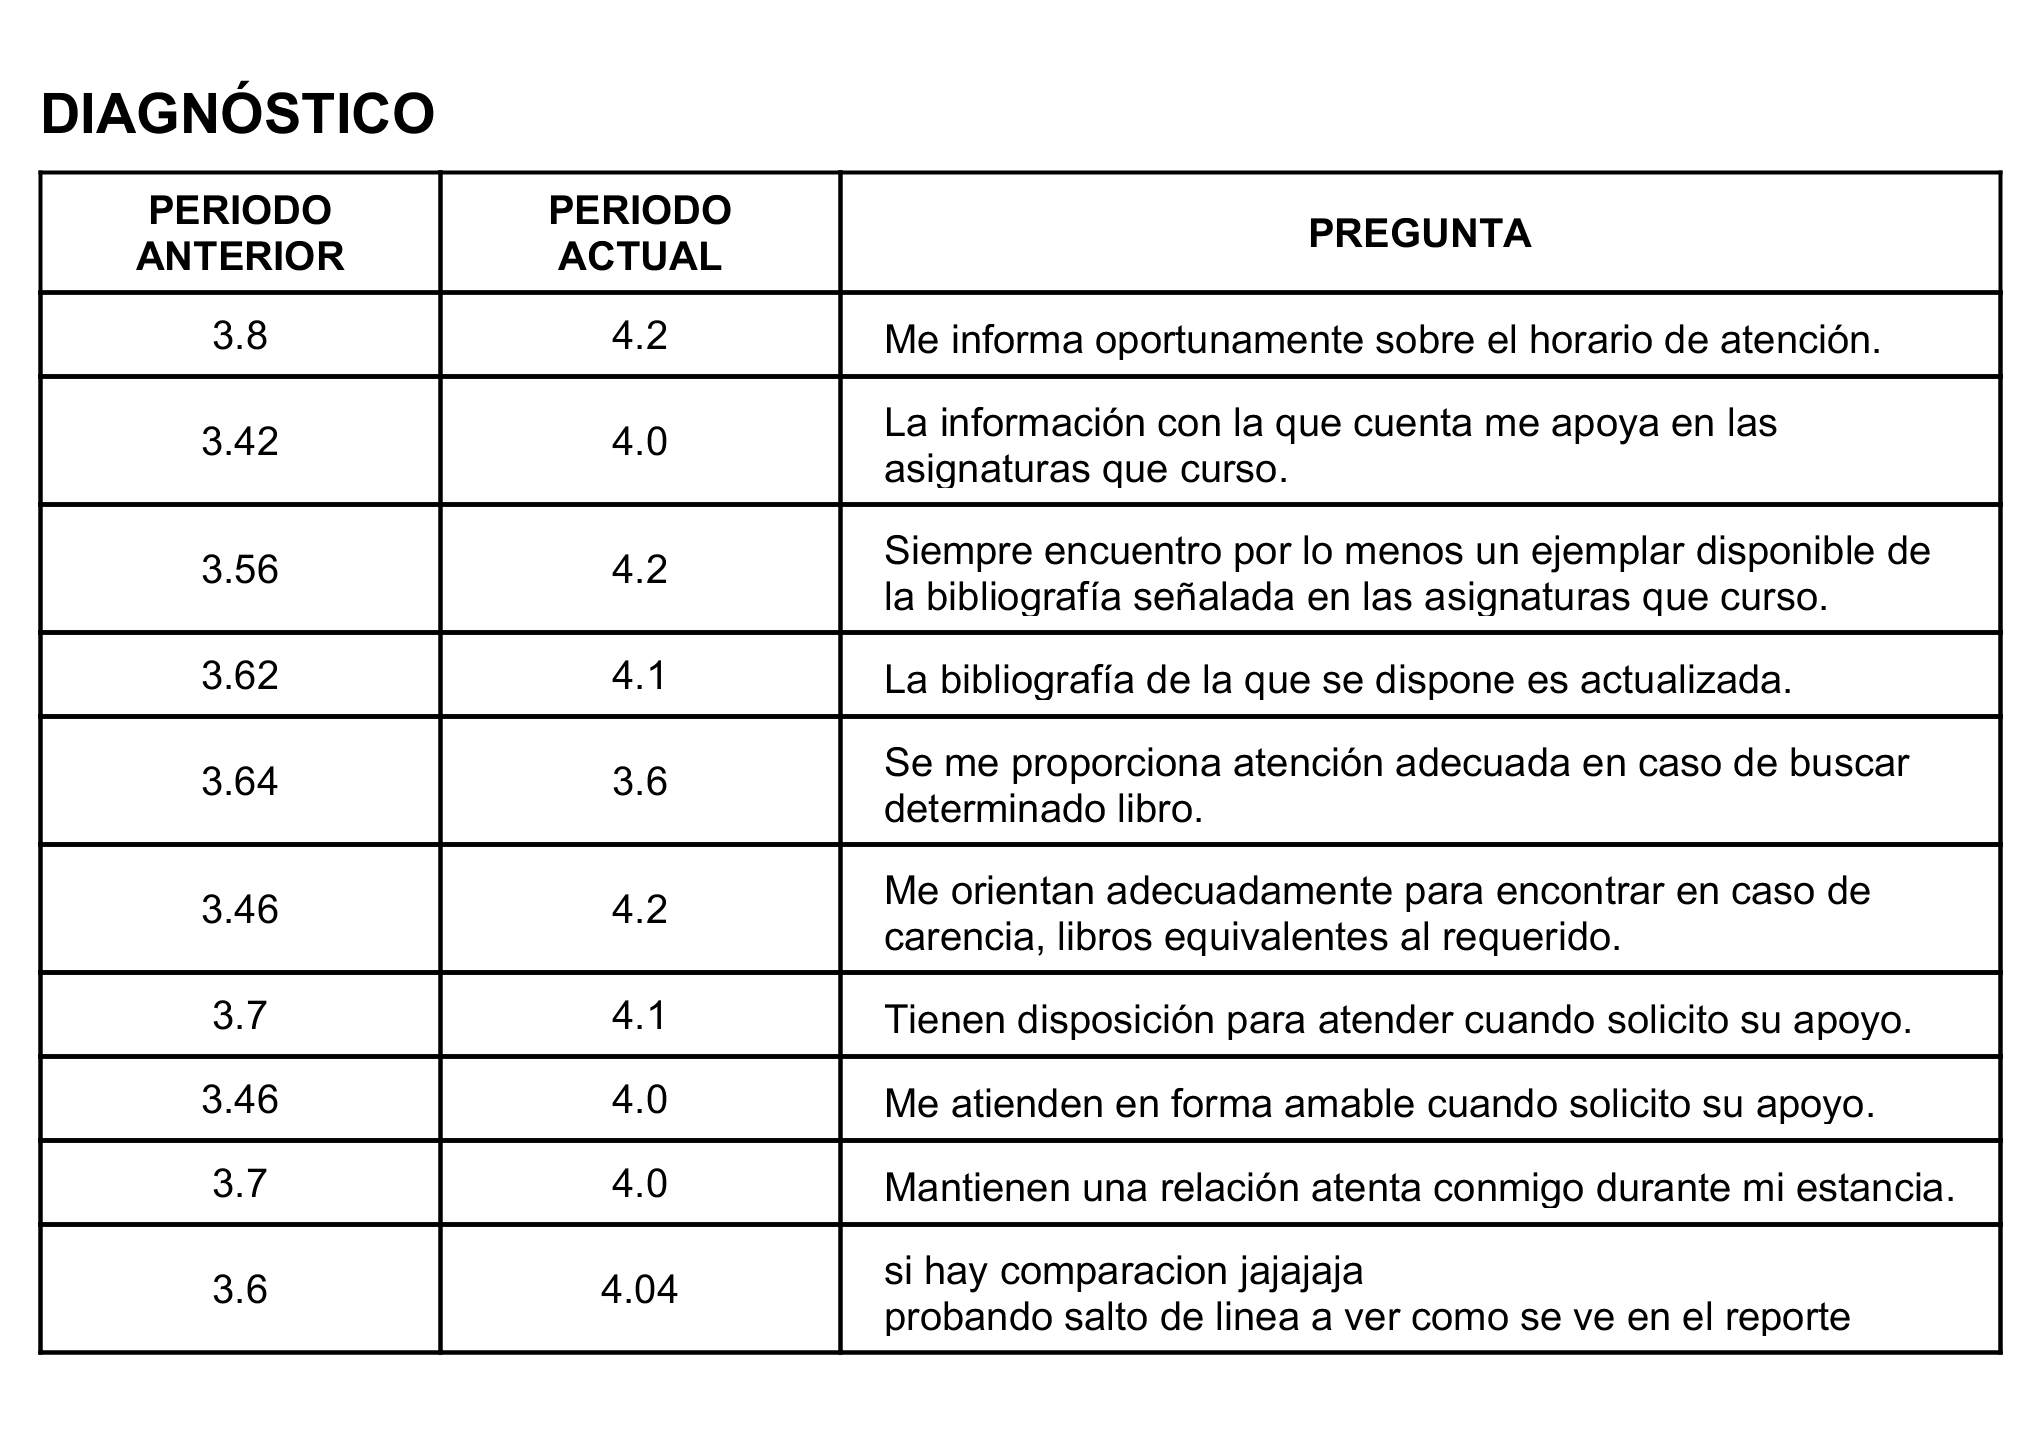 DIAGNÓSTICO
PERIODO
ANTERIOR
PERIODO
ACTUAL
PREGUNTA
3.8
4.2
Me informa oportunamente sobre el horario de atención.
3.42
4.0
La información con la que cuenta me apoya en las
asignaturas que curso.
3.56
4.2
Siempre encuentro por lo menos un ejemplar disponible de
la bibliografía señalada en las asignaturas que curso.
3.62
4.1
La bibliografía de la que se dispone es actualizada.
3.64
3.6
Se me proporciona atención adecuada en caso de buscar
determinado libro.
3.46
4.2
Me orientan adecuadamente para encontrar en caso de
carencia, libros equivalentes al requerido.
3.7
4.1
Tienen disposición para atender cuando solicito su apoyo.
3.46
4.0
Me atienden en forma amable cuando solicito su apoyo.
3.7
4.0
Mantienen una relación atenta conmigo durante mi estancia.
3.6
4.04
si hay comparacion jajajaja
probando salto de linea a ver como se ve en el reporte